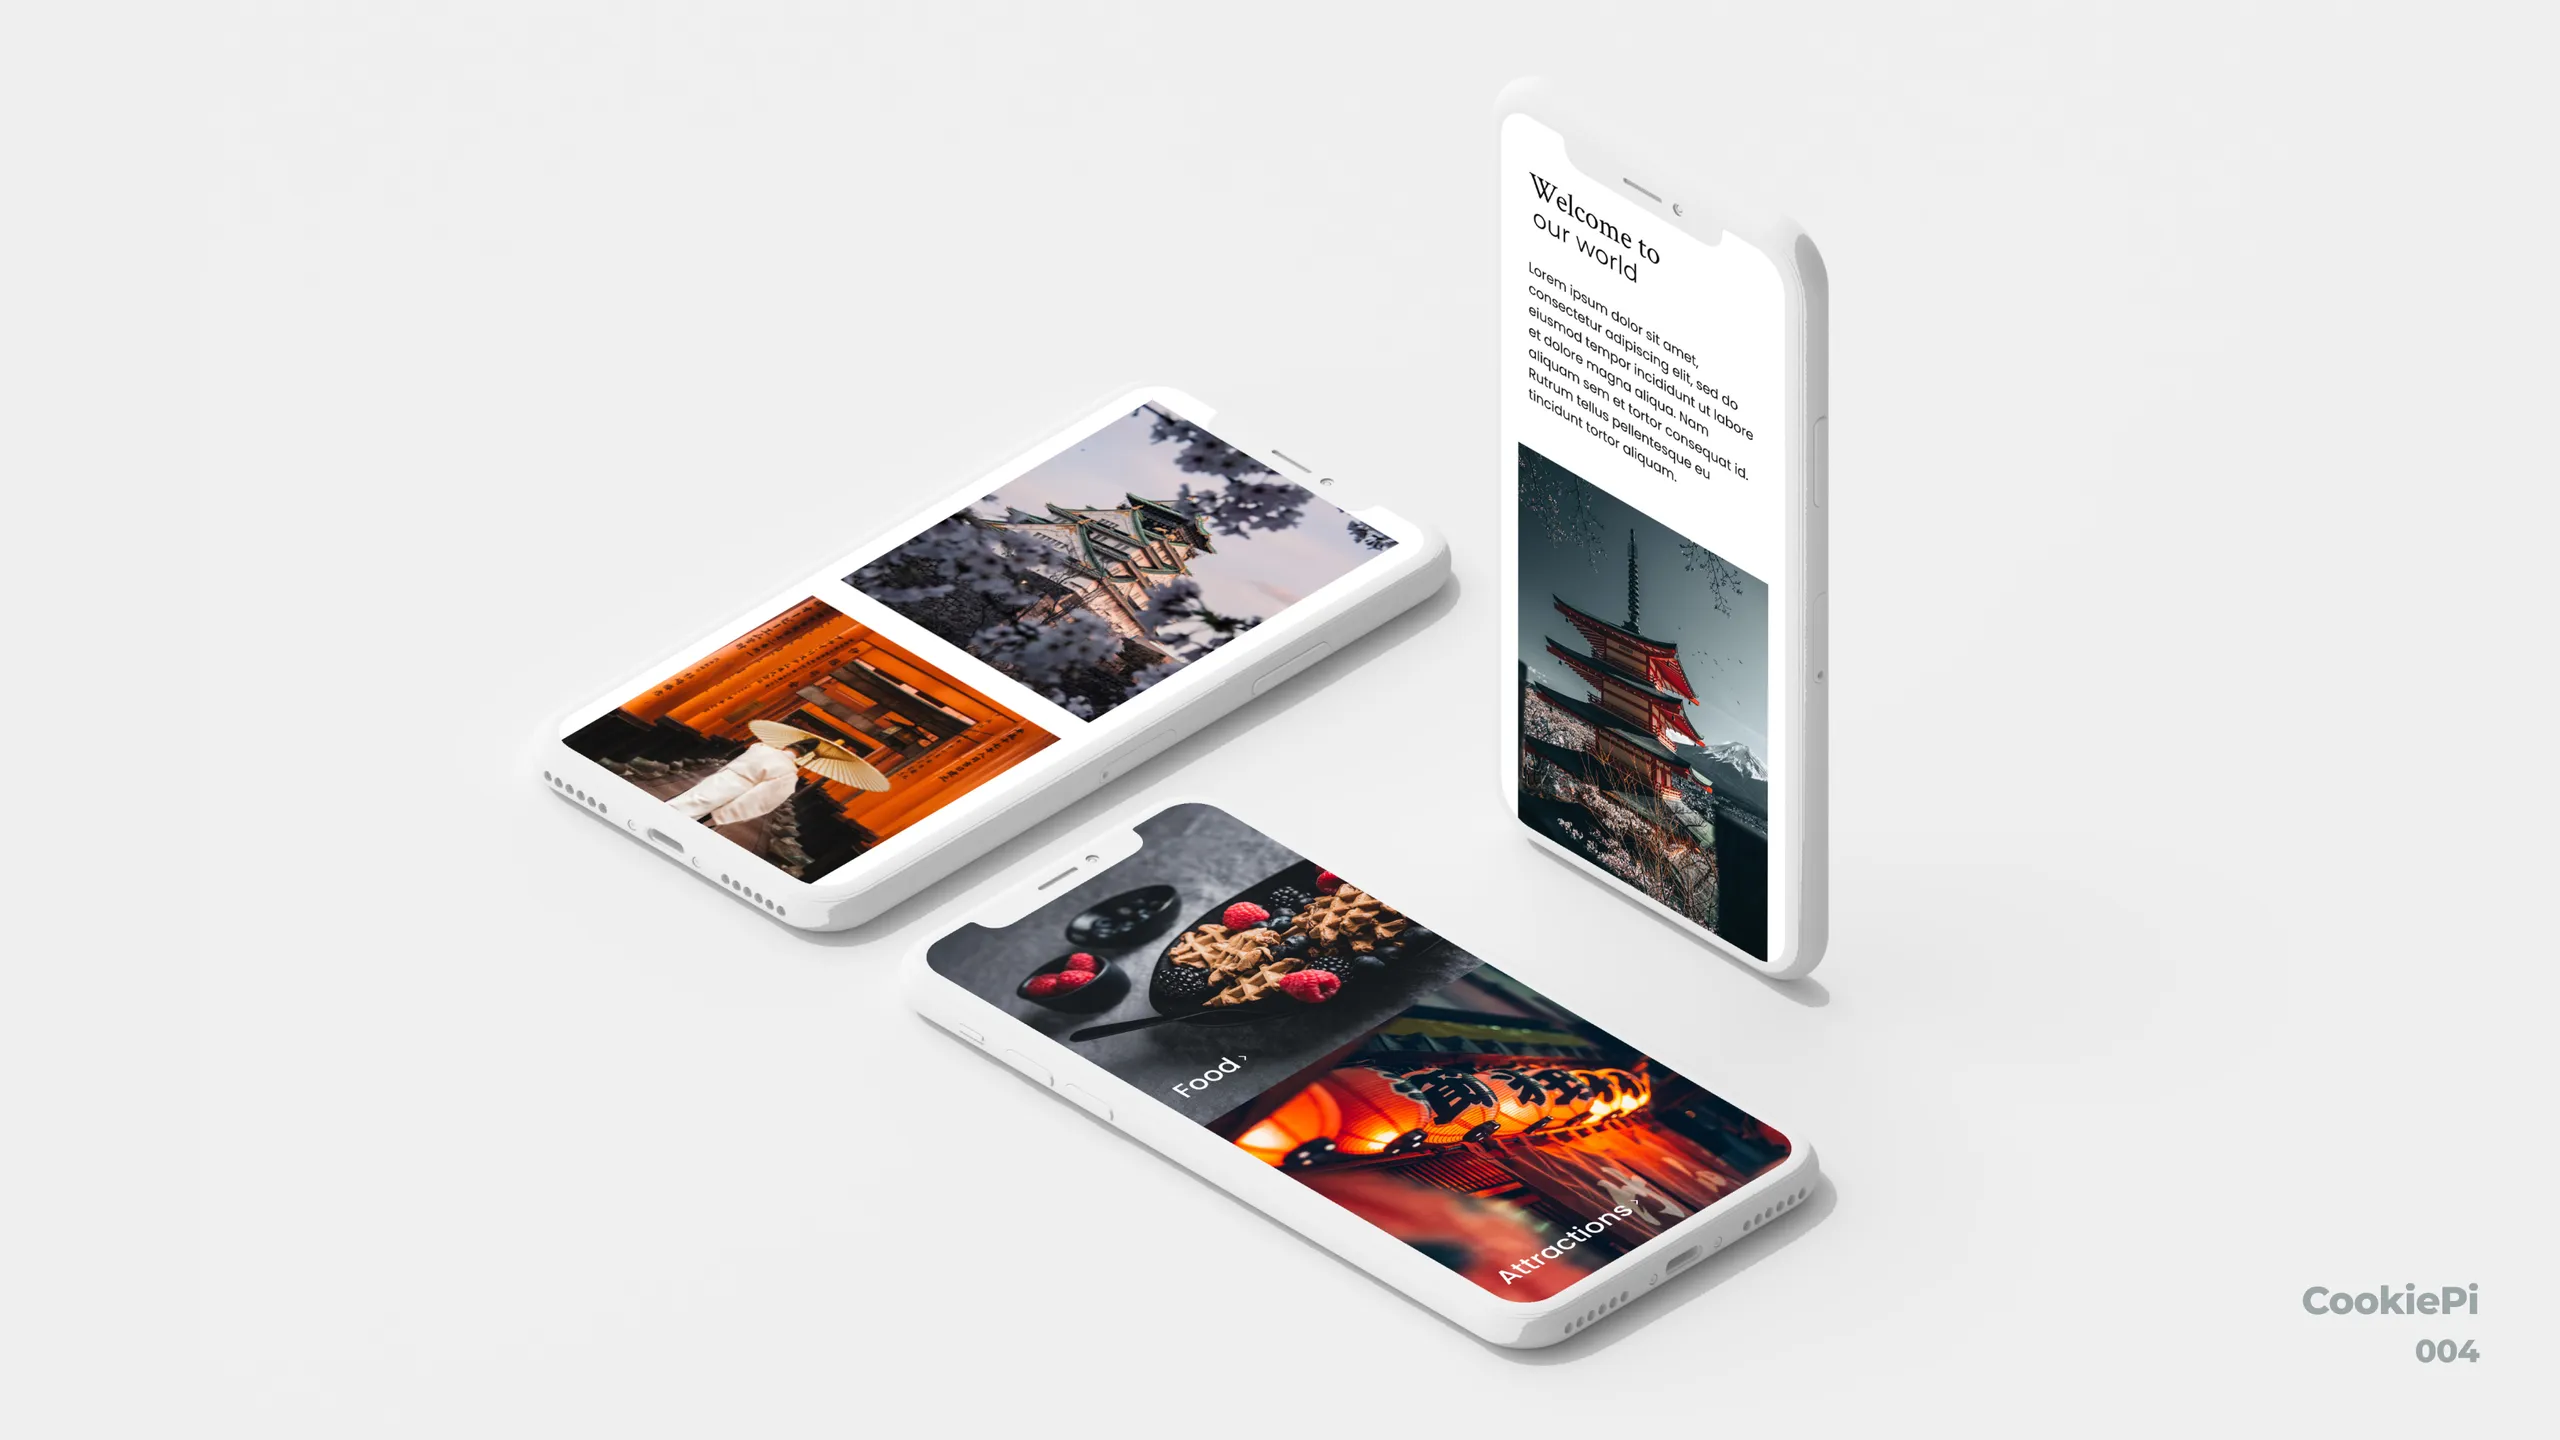 Welcome to
our world
Lorem ipsum dolor sit amet,
consectetur adipiscing elit, sed do
eiusmod tempor incididunt ut labore
et dolore magna aliqua. Nam
aliquam sem et tortor consequat id.
Rutrum tellus pellentesque eu
tincidunt tortor aliquam.
Food ›
Attractions ›
CookiePi
004